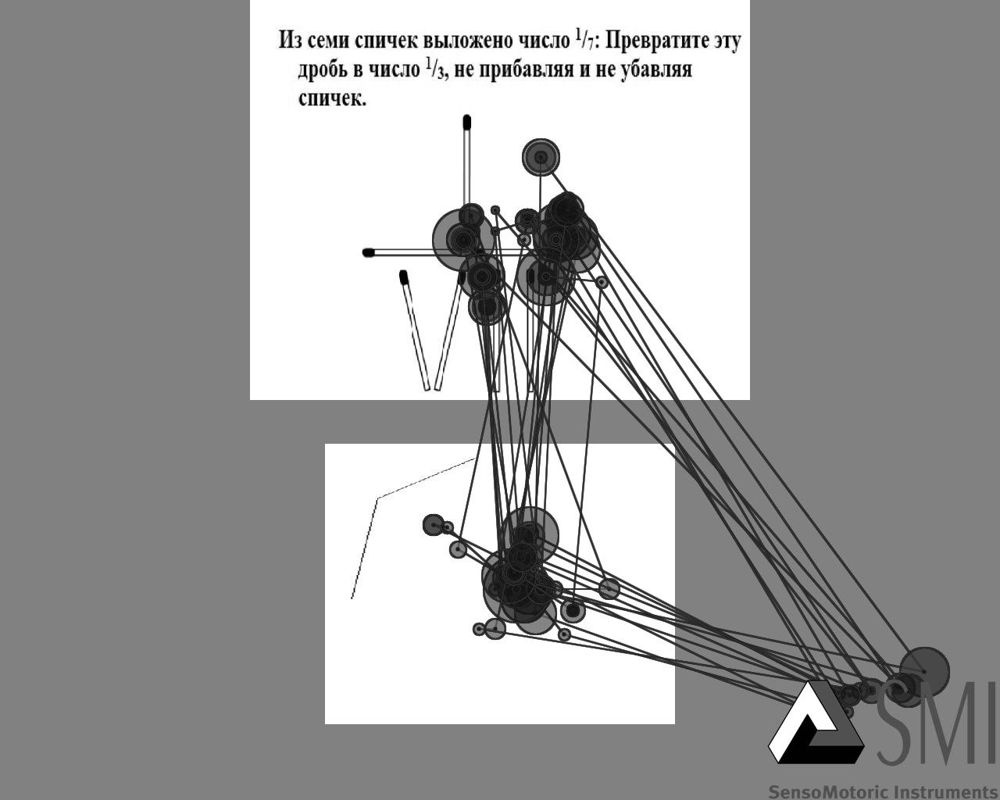 Из семи спичек выложено число ¹/₇: Превратите эту
дробь в число ¹/₃, не прибавляя и не убавляя
спичек.
SMI
SensoMotoric Instruments